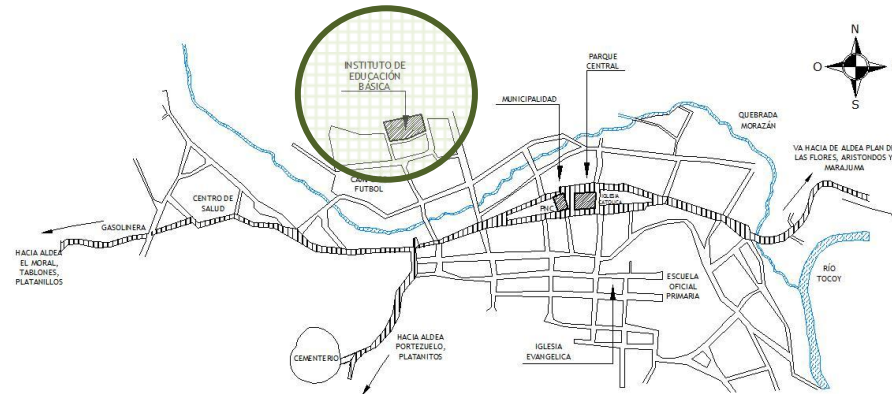 INSTITUTO DE
EDUCACIÓN
BÁSICA
PARQUE
CENTRAL
MUNICIPALIDAD
N
O
E
S
QUEBRADA
MORAZÁN
VA HACIA DE ALDEA PLAN DE
LAS FLORES, ARISTONDOS Y
MARAJUMA
FUTBOL
CENTRO DE
SALUD
PNC
IGLESIA
CATOLICA
GASOLINERA
HACIA ALDEA
EL MORAL,
TABLONES,
PLATANILLOS
ESCUELA
OFICIAL
PRIMARIA
RÍO
TOCOY
CEMENTERIO
HACIA ALDEA
PORTEZUELO,
PLATANITOS
IGLESIA
EVANGELICA